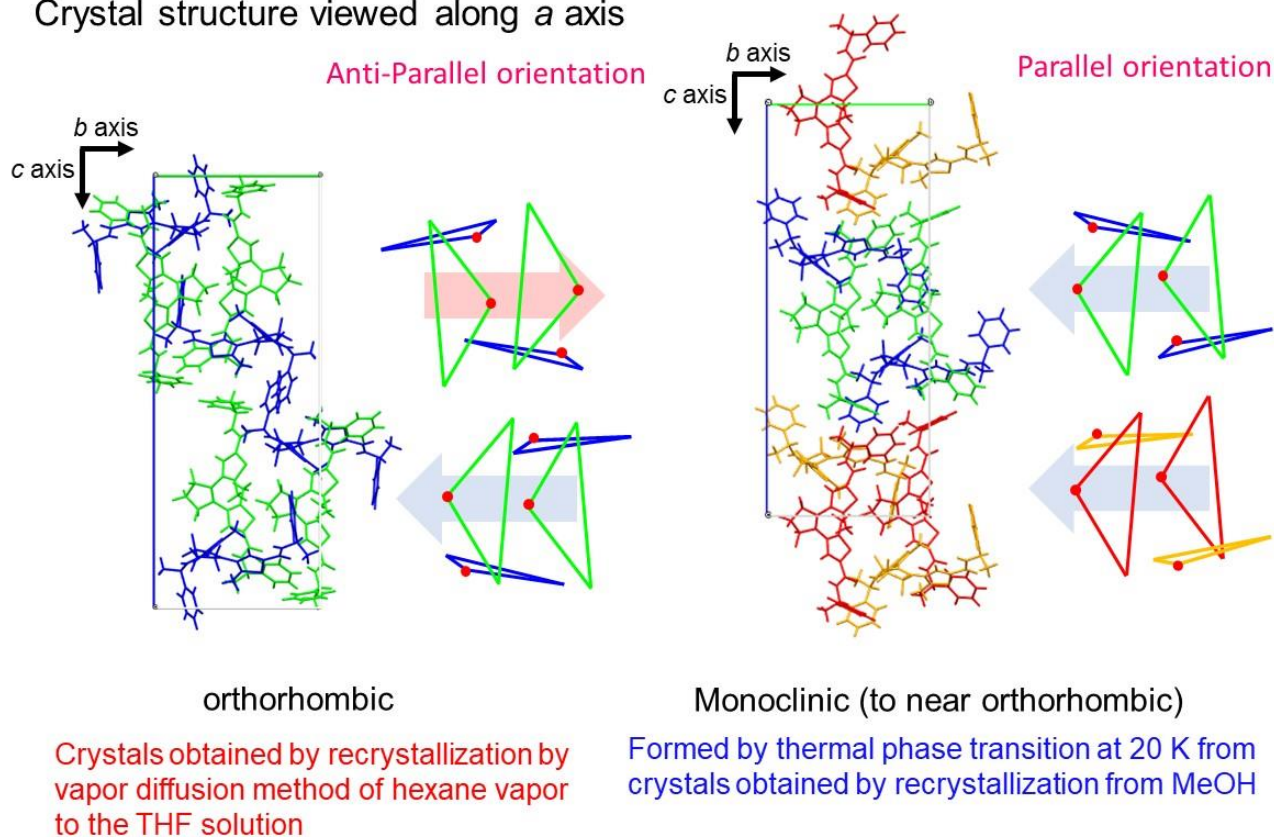 Crystal structure viewed along a axis
Anti-Parallel orientation
b axis
c axis
orthorhombic
Crystals obtained by recrystallization by
vapor diffusion method of hexane vapor
to the THF solution
Parallel orientation
b axis
c axis
Monoclinic (to near orthorhombic)
Formed by thermal phase transition at 20 K from
crystals obtained by recrystallization from MeOH